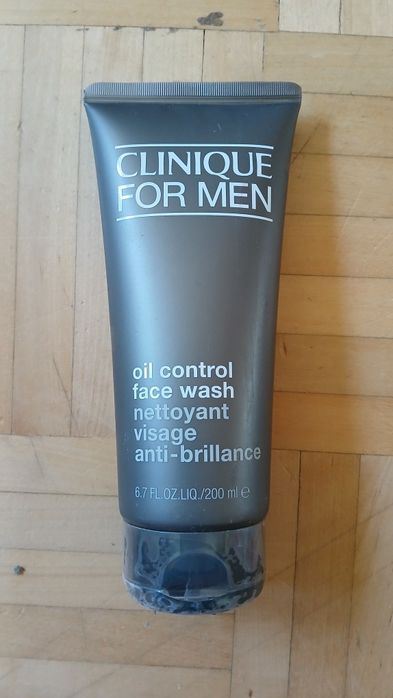 CLINIQUE
FOR MEN
oil control
face wash
nettoyant
visage
anti-brillance
6.7 FL.OZ.LIQ./200 ml ℮